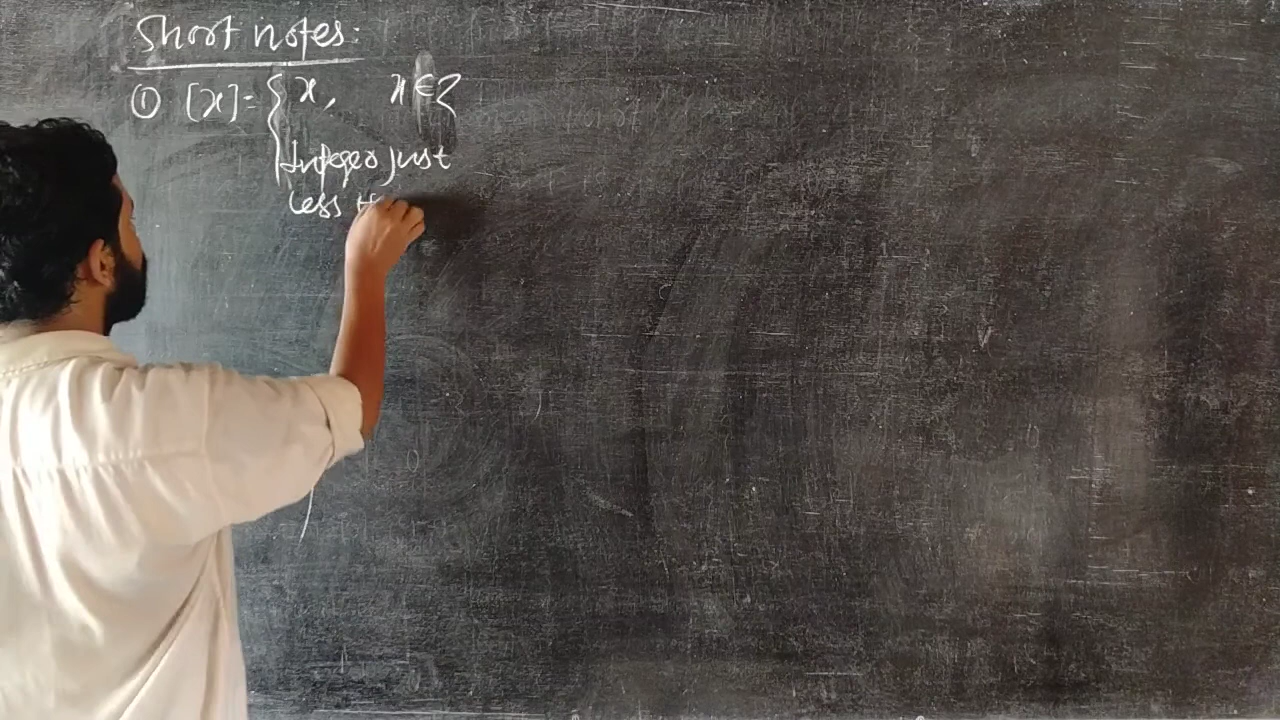 Short notes:
① [x] = { x, x ∈ Z
Integer just
less